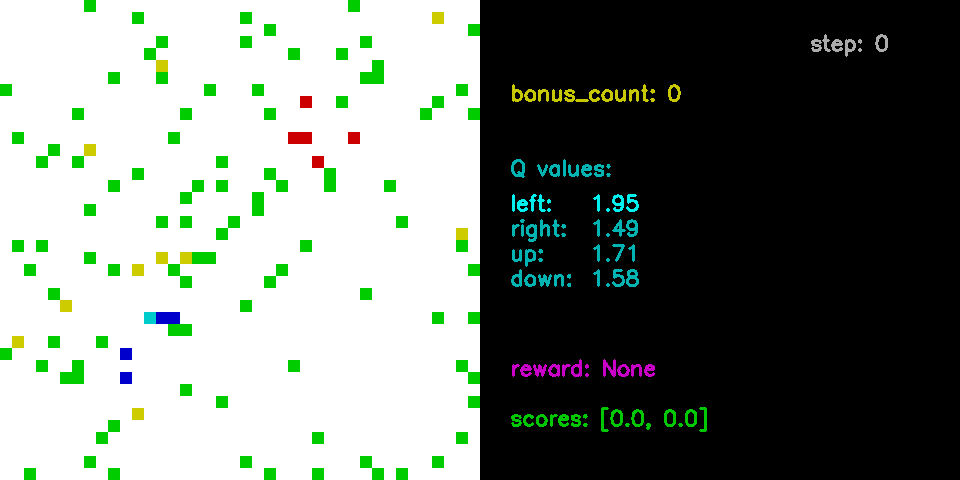 step: 0
bonus_count: 0
Q values:
left: 1.95
right: 1.49
up: 1.71
down: 1.58
reward: None
scores: [0.0, 0.0]